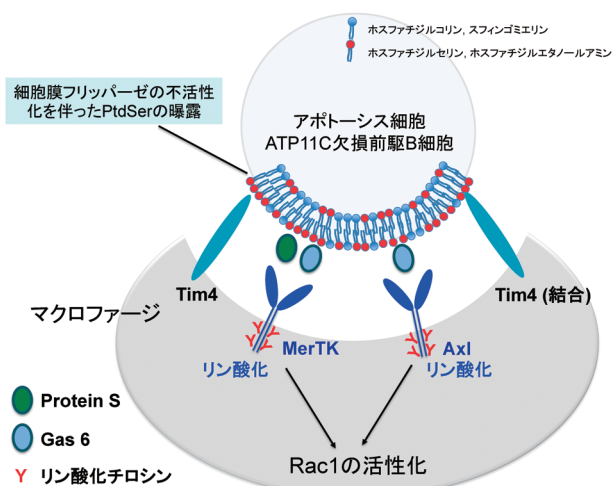 ホスファチジルコリン, スフィンゴミエリン
ホスファチジルセリン, ホスファチジルエタノールアミン
細胞膜フリッパーゼの不活性
化を伴ったPtdSerの曝露
アポトーシス細胞
ATP11C欠損前駆B細胞
Tim4
Tim4 (結合)
マクロファージ
MerTK
リン酸化
Axl
リン酸化
Protein S
Gas 6
Y リン酸化チロシン
Rac1の活性化